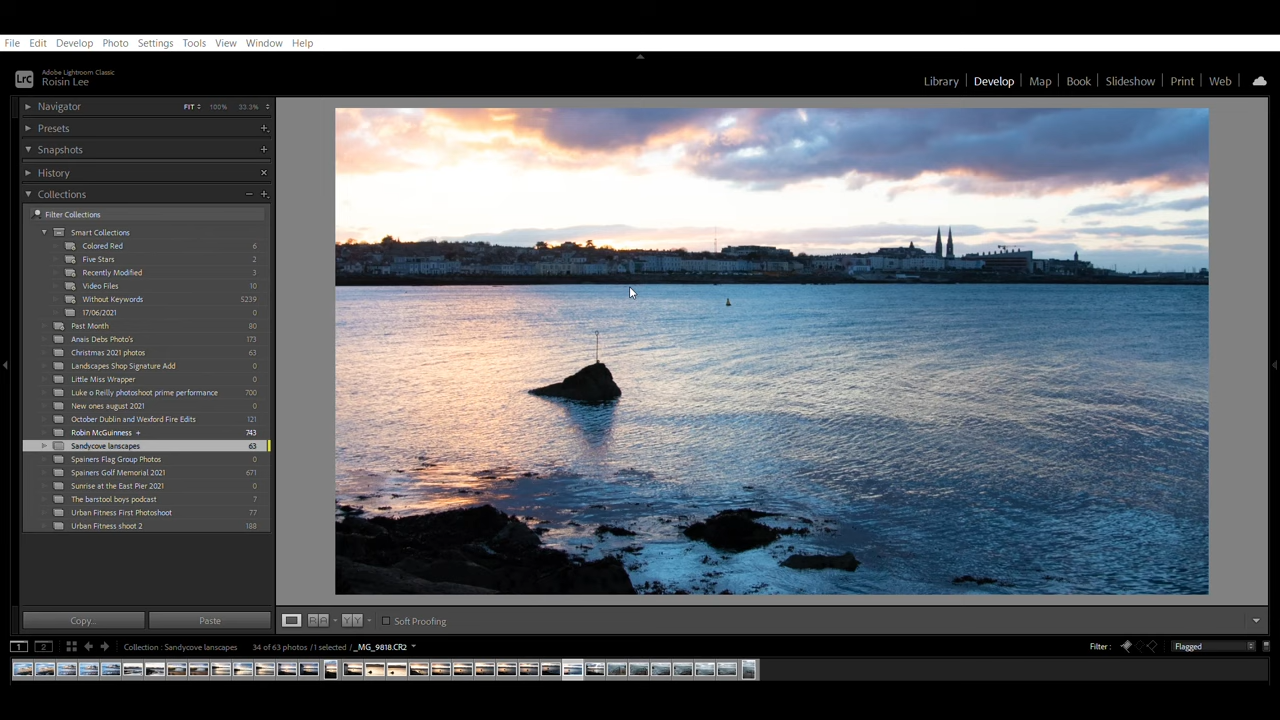 File Edit Develop Photo Settings Tools View Window Help
Adobe Lightroom Classic
Lrc Roisin Lee
Library Develop Map Book Slideshow Print Web
Navigator FIT 100% 33.3%
Presets
Snapshots
History
Collections
Filter Collections
Smart Collections
Colored Red 6
Five Stars 2
Recently Modified 3
Video Files 10
Without Keywords 5239
17/06/2021 0
Past Month 80
Anais Debs Photo's 173
Christmas 2021 photos 63
Landscapes Shop Signature Add 0
Little Miss Wrapper 0
Luke o Reilly photoshoot prime performance 700
New ones august 2021 0
October Dublin and Wexford Fire Edits 121
Robin McGuinness + 743
Sandycove lanscapes 63
Spainers Flag Group Photos 0
Spainers Golf Memorial 2021 671
Sunrise at the East Pier 2021 0
The barstool boys podcast 7
Urban Fitness First Photoshoot 77
Urban Fitness shoot 2 188
Copy... Paste R A Y Y Soft Proofing
1 2 Collection : Sandycove lanscapes 34 of 63 photos / 1 selected / _MG_9818.CR2 Filter : Flagged